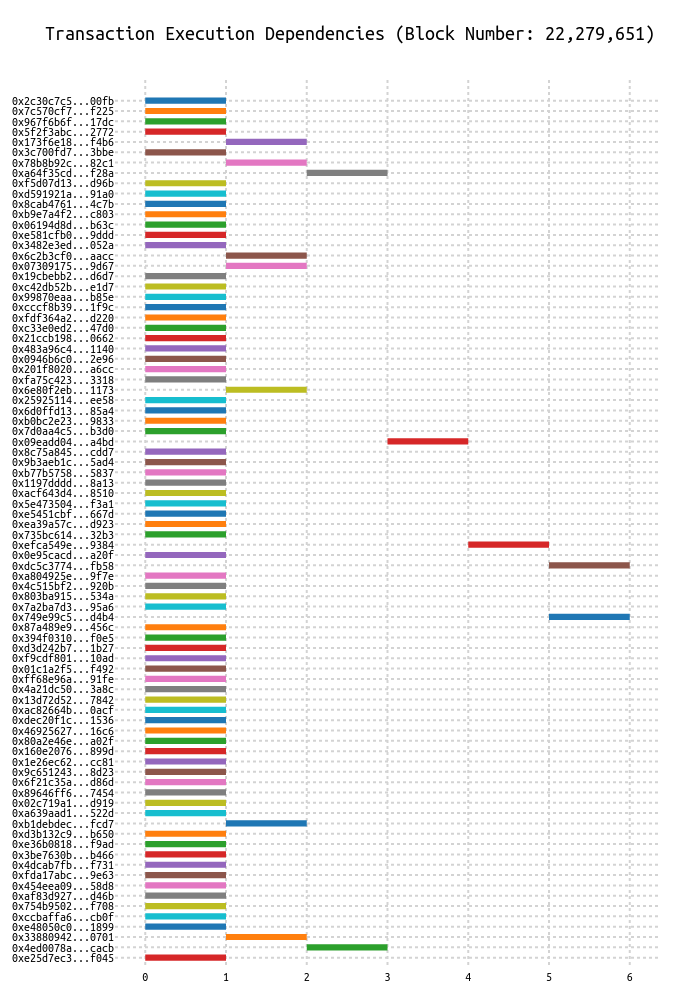 Transaction Execution Dependencies (Block Number: 22,279,651)
0x2c30c7c5...00fb
0x7c570cf7...f225
0x967f6b6f...17dc
0x5f2f3abc...2772
0x173f6e18...f4b6
0x3c700fd7...3bbe
0x78b8b92c...82c1
0xa64f35cd...f28a
0xf5d07d13...d96b
0xd591921a...91a0
0x8cab4761...4c7b
0xb9e7a4f2...c803
0x06194d8d...b63c
0xe581cfb0...9ddd
0x3482e3ed...052a
0x6c2b3cf0...aacc
0x07309175...9d67
0x19cbebb2...d6d7
0xc42db52b...e1d7
0x99870eaa...b85e
0xcccf8b39...1f9c
0xfdf364a2...d220
0xc33e0ed2...47d0
0x21ccb198...0662
0x483a96c4...1140
0x0946b6c0...2e96
0x201f8020...a6cc
0xfa75c423...3318
0x6e80f2eb...1173
0x25925114...ee58
0x6d0ffd13...85a4
0xb0bc2e23...9833
0x7d0aa4c5...b3d0
0x09eadd04...a4bd
0x8c75a845...cdd7
0x9b3aeb1c...5ad4
0xb77b5758...5837
0x1197dddd...8a13
0xacf643d4...8510
0x5e473504...f3a1
0xe5451cbf...667d
0xea39a57c...d923
0x735bc614...32b3
0xefca549e...9384
0x0e95cacd...a20f
0xdc5c3774...fb58
0xa804925e...9f7e
0x4c515bf2...920b
0x803ba915...534a
0x7a2ba7d3...95a6
0x749e99c5...d4b4
0x87a489e9...456c
0x394f0310...f0e5
0xd3d242b7...1b27
0xf9cdf801...10ad
0x01c1a2f5...f492
0xff68e96a...91fe
0x4a21dc50...3a8c
0x13d72d52...7842
0xac82664b...0acf
0xdec20f1c...1536
0x46925627...16c6
0x80a2e46e...a02f
0x160e2076...899d
0x1e26ec62...cc81
0x9c651243...8d23
0x6f21c35a...d86d
0x89646ff6...7454
0x02c719a1...d919
0xa639aad1...522d
0xb1debdec...fcd7
0xd3b132c9...b650
0xe36b0818...f9ad
0x3be7630b...b466
0x4dcab7fb...f731
0xfda17abc...9e63
0x454eea09...58d8
0xaf83d927...d46b
0x754b9502...f708
0xccbaffa6...cb0f
0xe48050c0...1899
0x33880942...0701
0x4ed0078a...cacb
0xe25d7ec3...f045
0 1 2 3 4 5 6